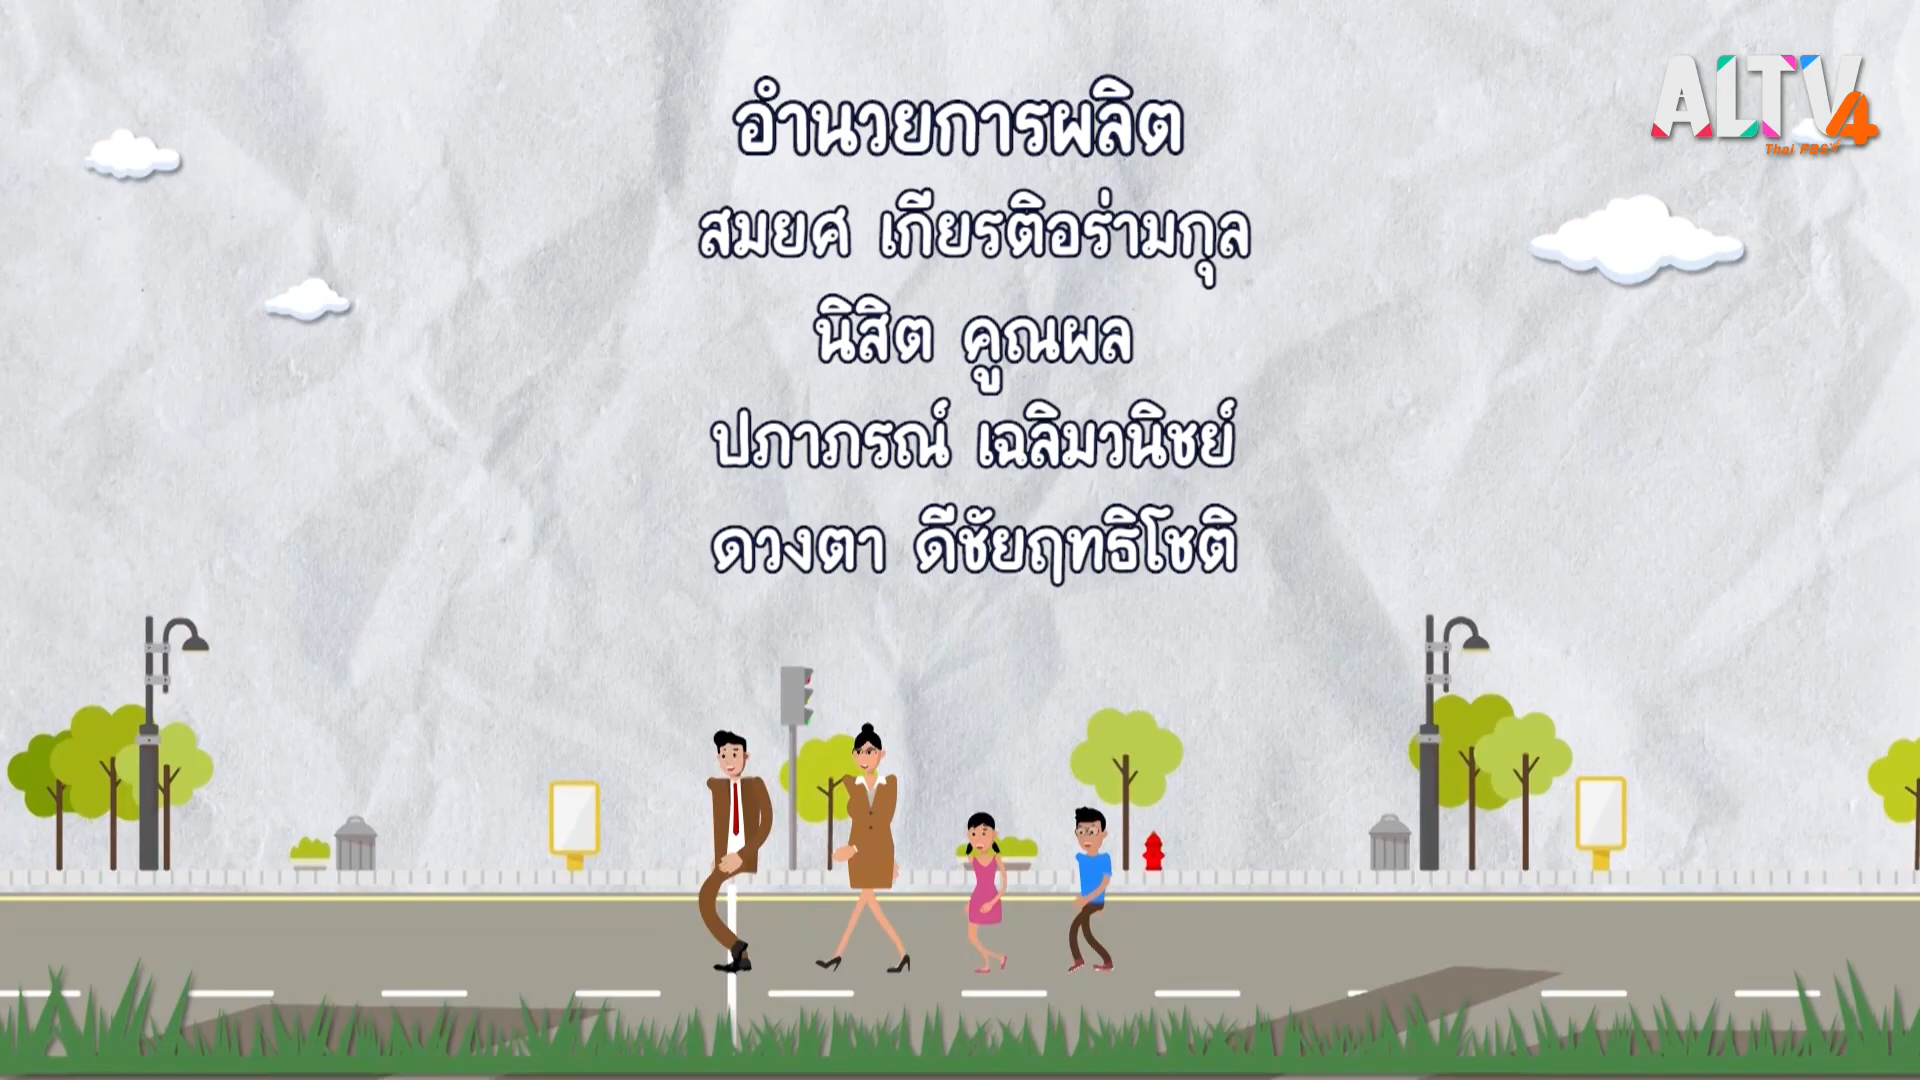 อำนวยการผลิต
ALTV4
Thai PBS
สมยศ เกียรติอร่ามกุล
นิสิต คูณผล
ปภาภรณ์ เฉลิมวนิชย์
ดวงตา ดีชัยฤทธิโชติ